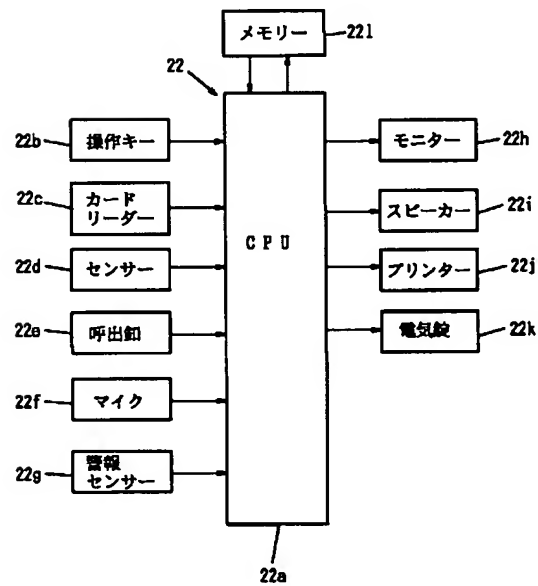 メモリー
22l
22
22b
操作キー
モニター
22h
22c
カード
リーダー
スピーカー
22i
CPU
22d
センサー
プリンター
22j
22e
呼出釦
電気錠
22k
22f
マイク
22g
警報
センサー
22a